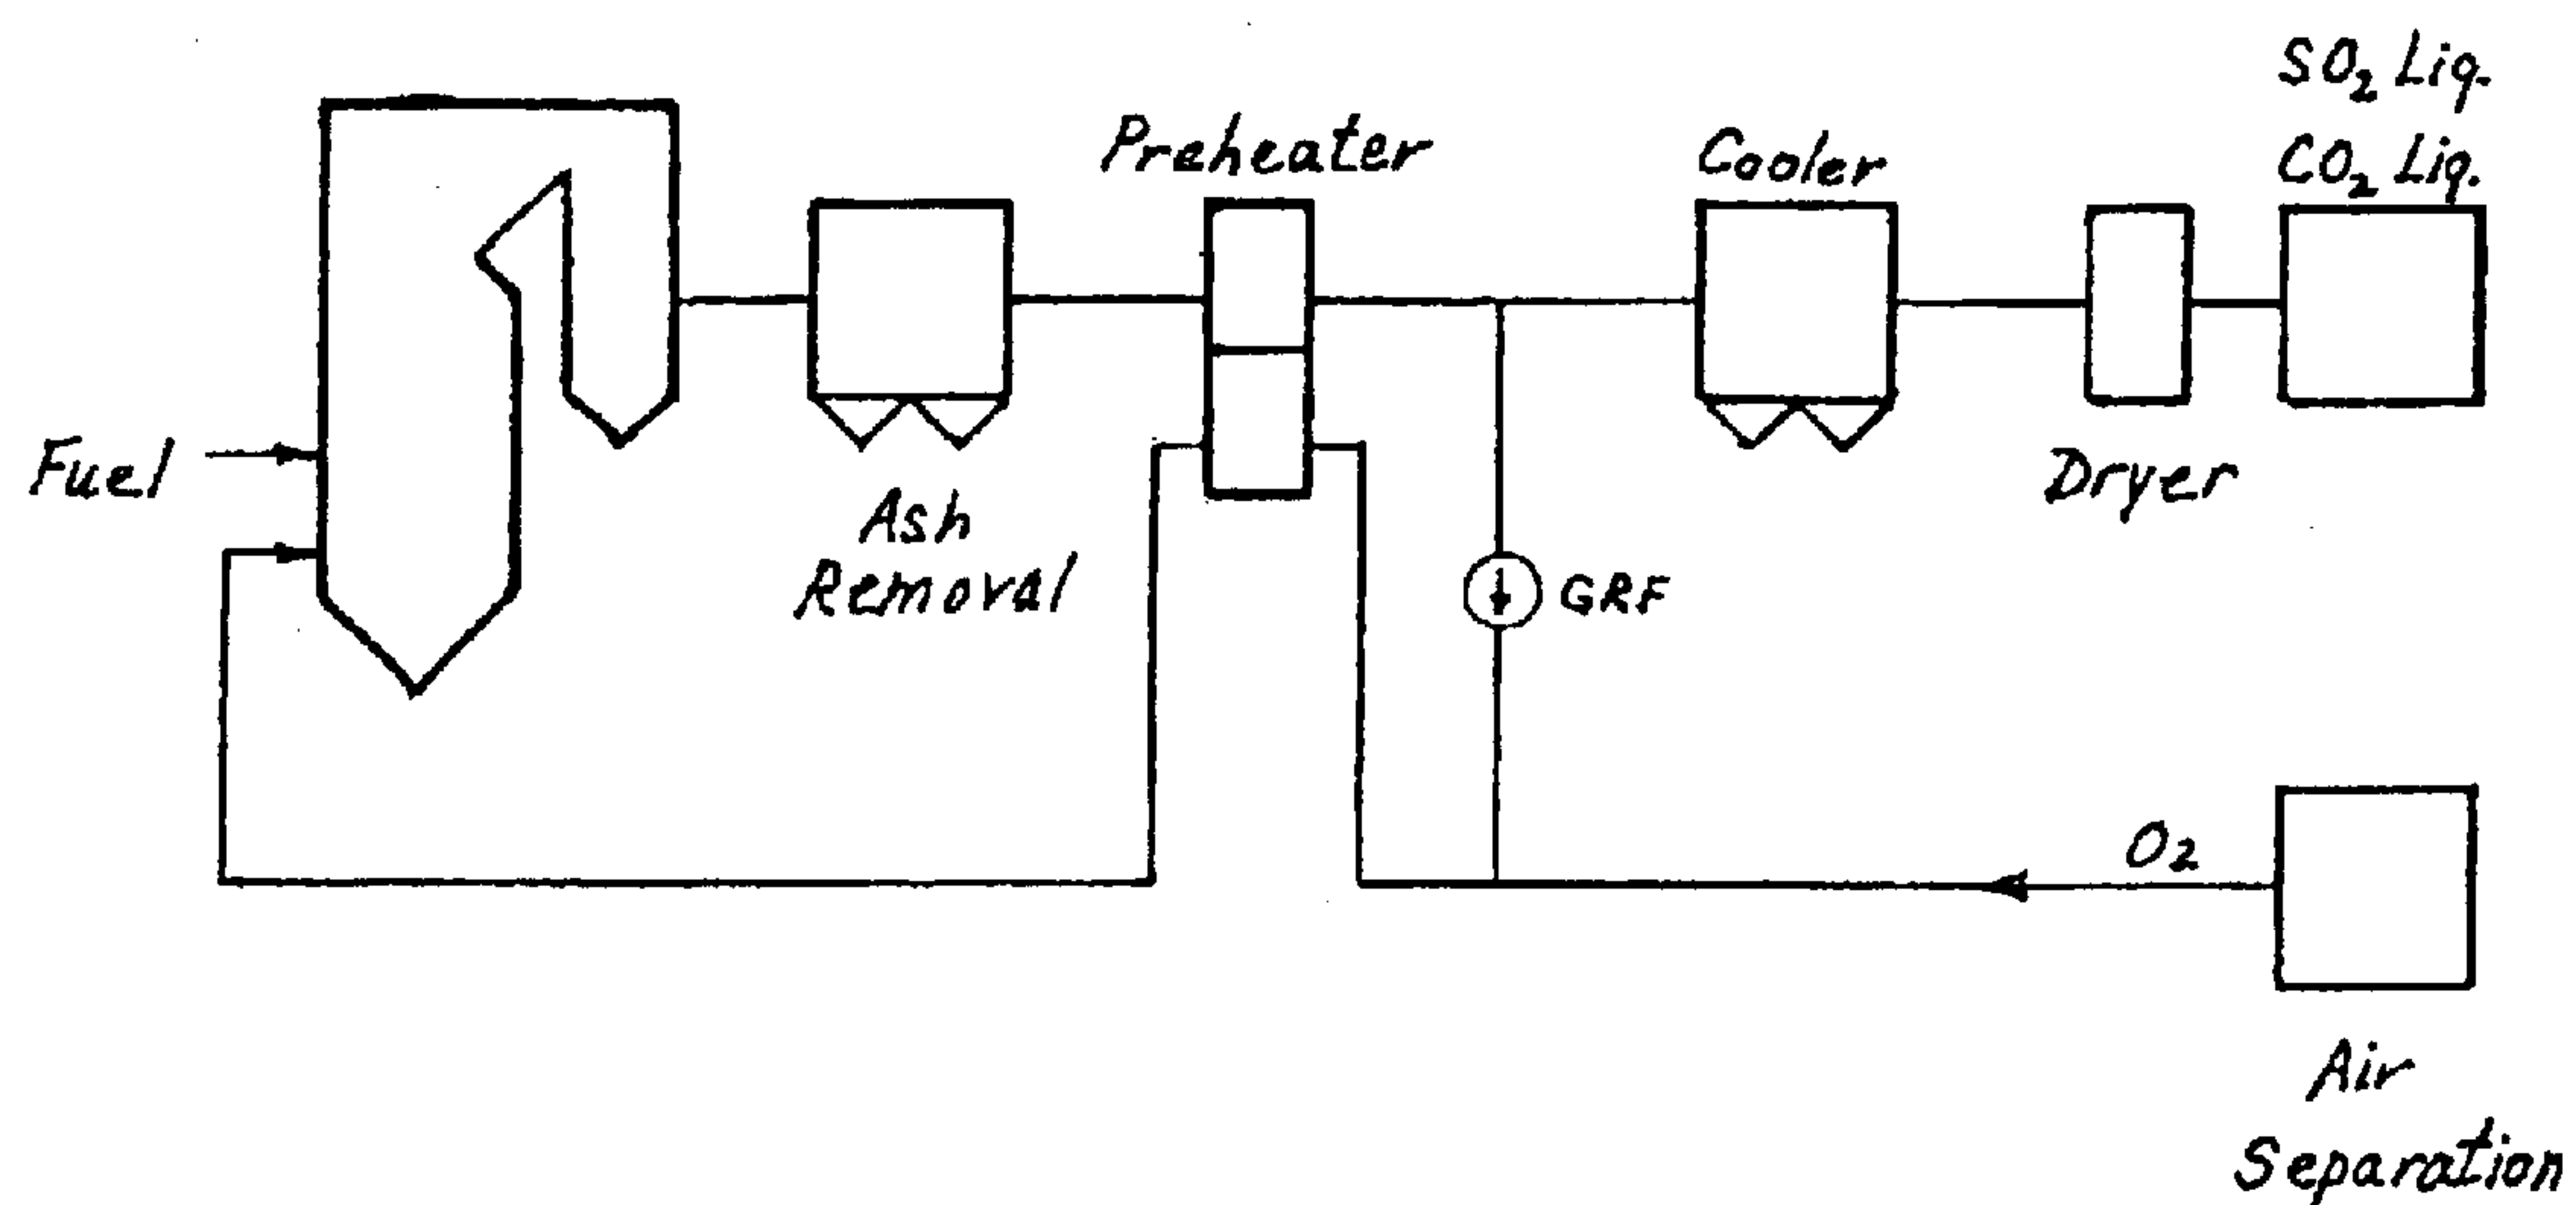 SO₂ Liq.
CO₂ Liq.
Preheater
Cooler
Fuel
Ash
Removal
Dryer
GRF
O₂
Air
Separation